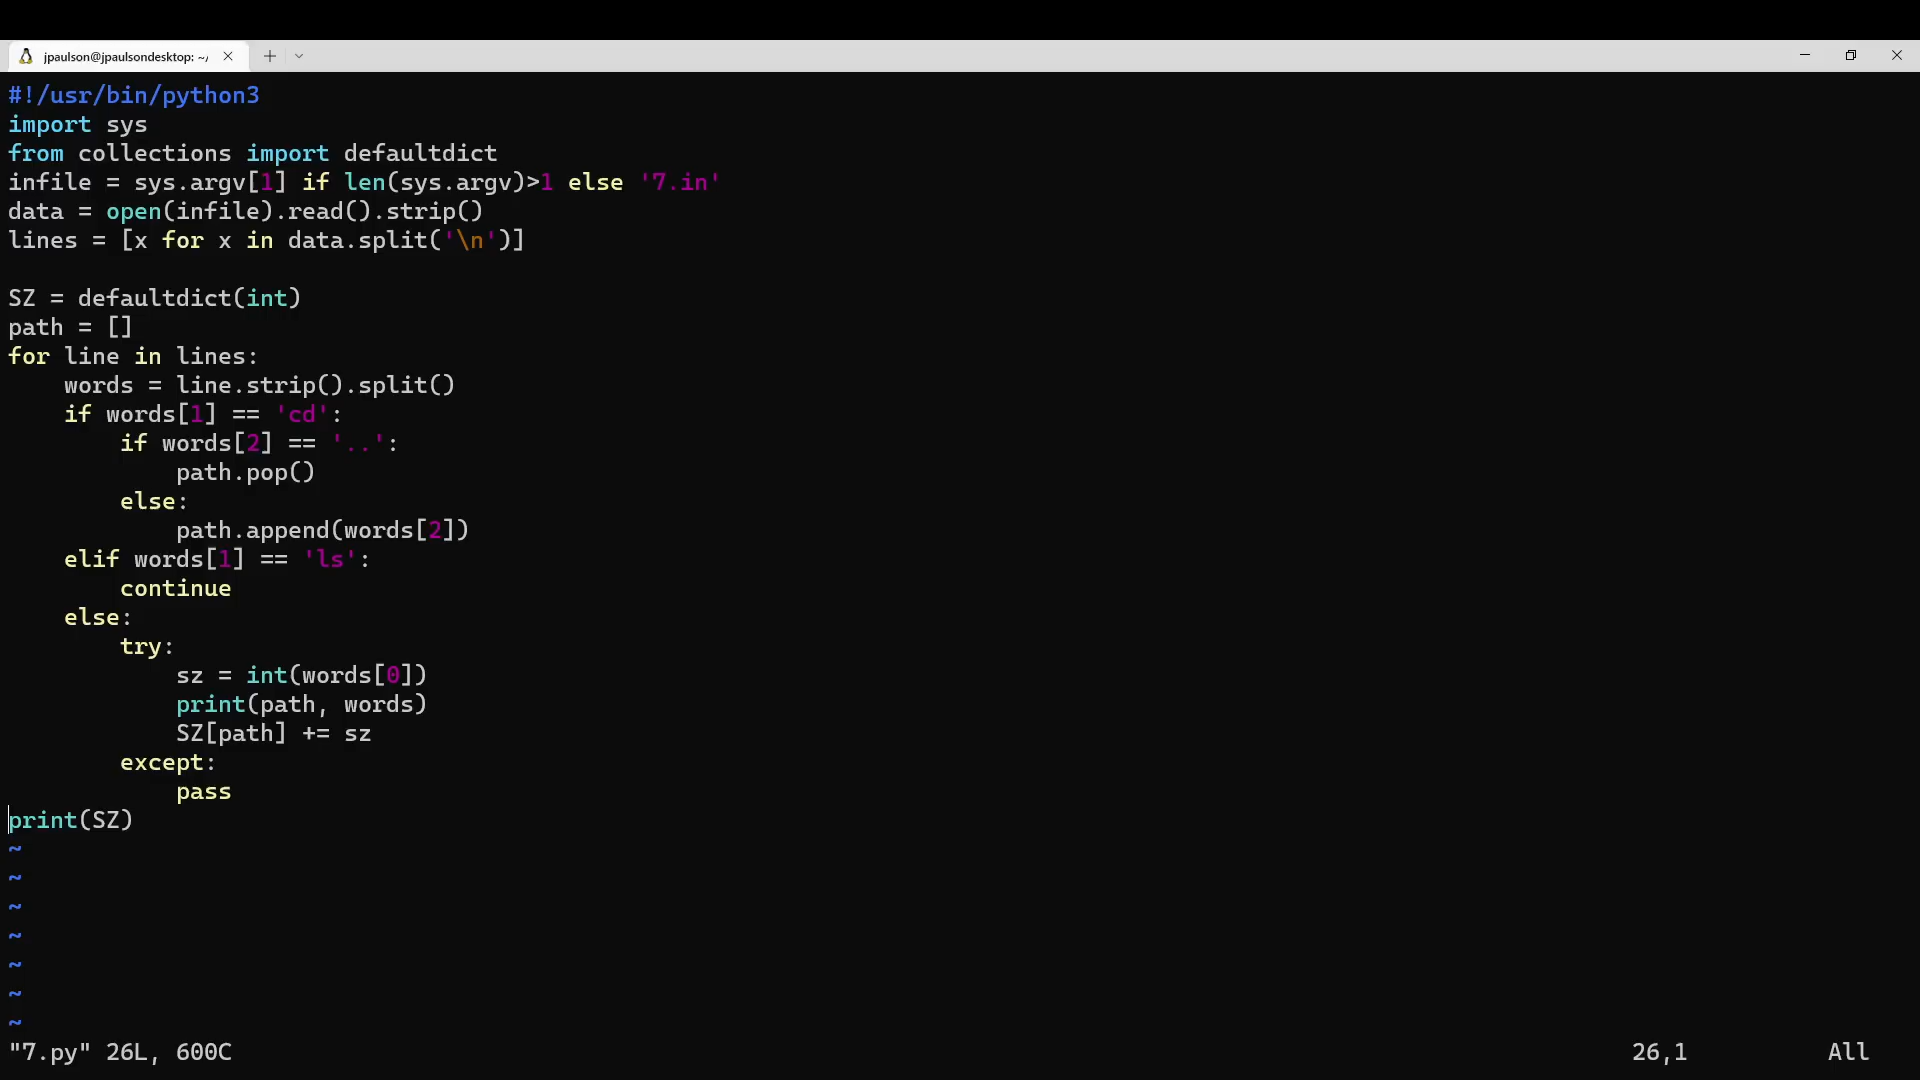 jpaulson@jpaulsondesktop: ~/
#!/usr/bin/python3
import sys
from collections import defaultdict
infile = sys.argv[1] if len(sys.argv)>1 else '7.in'
data = open(infile).read().strip()
lines = [x for x in data.split('\n')]

SZ = defaultdict(int)
path = []
for line in lines:
    words = line.strip().split()
    if words[1] == 'cd':
        if words[2] == '..':
            path.pop()
        else:
            path.append(words[2])
    elif words[1] == 'ls':
        continue
    else:
        try:
            sz = int(words[0])
            print(path, words)
            SZ[path] += sz
        except:
            pass
print(SZ)
~
~
~
~
~
~
~
"7.py" 26L, 600C 26,1 All